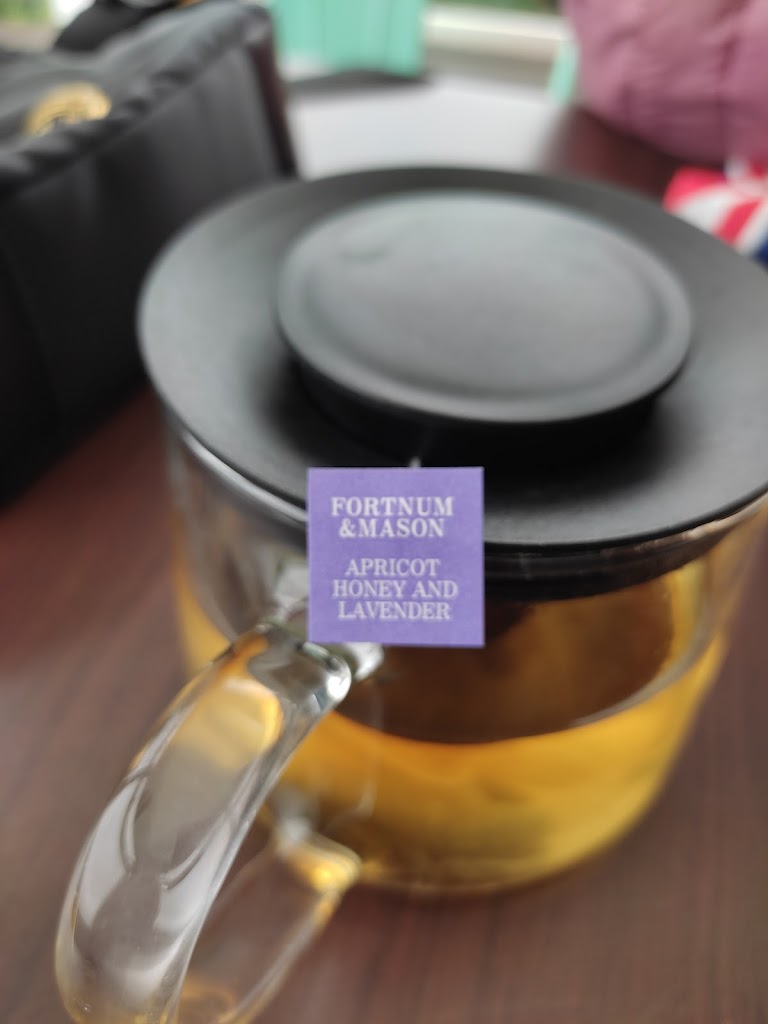 FORTNUM
&MASON
APRICOT
HONEY AND
LAVENDER